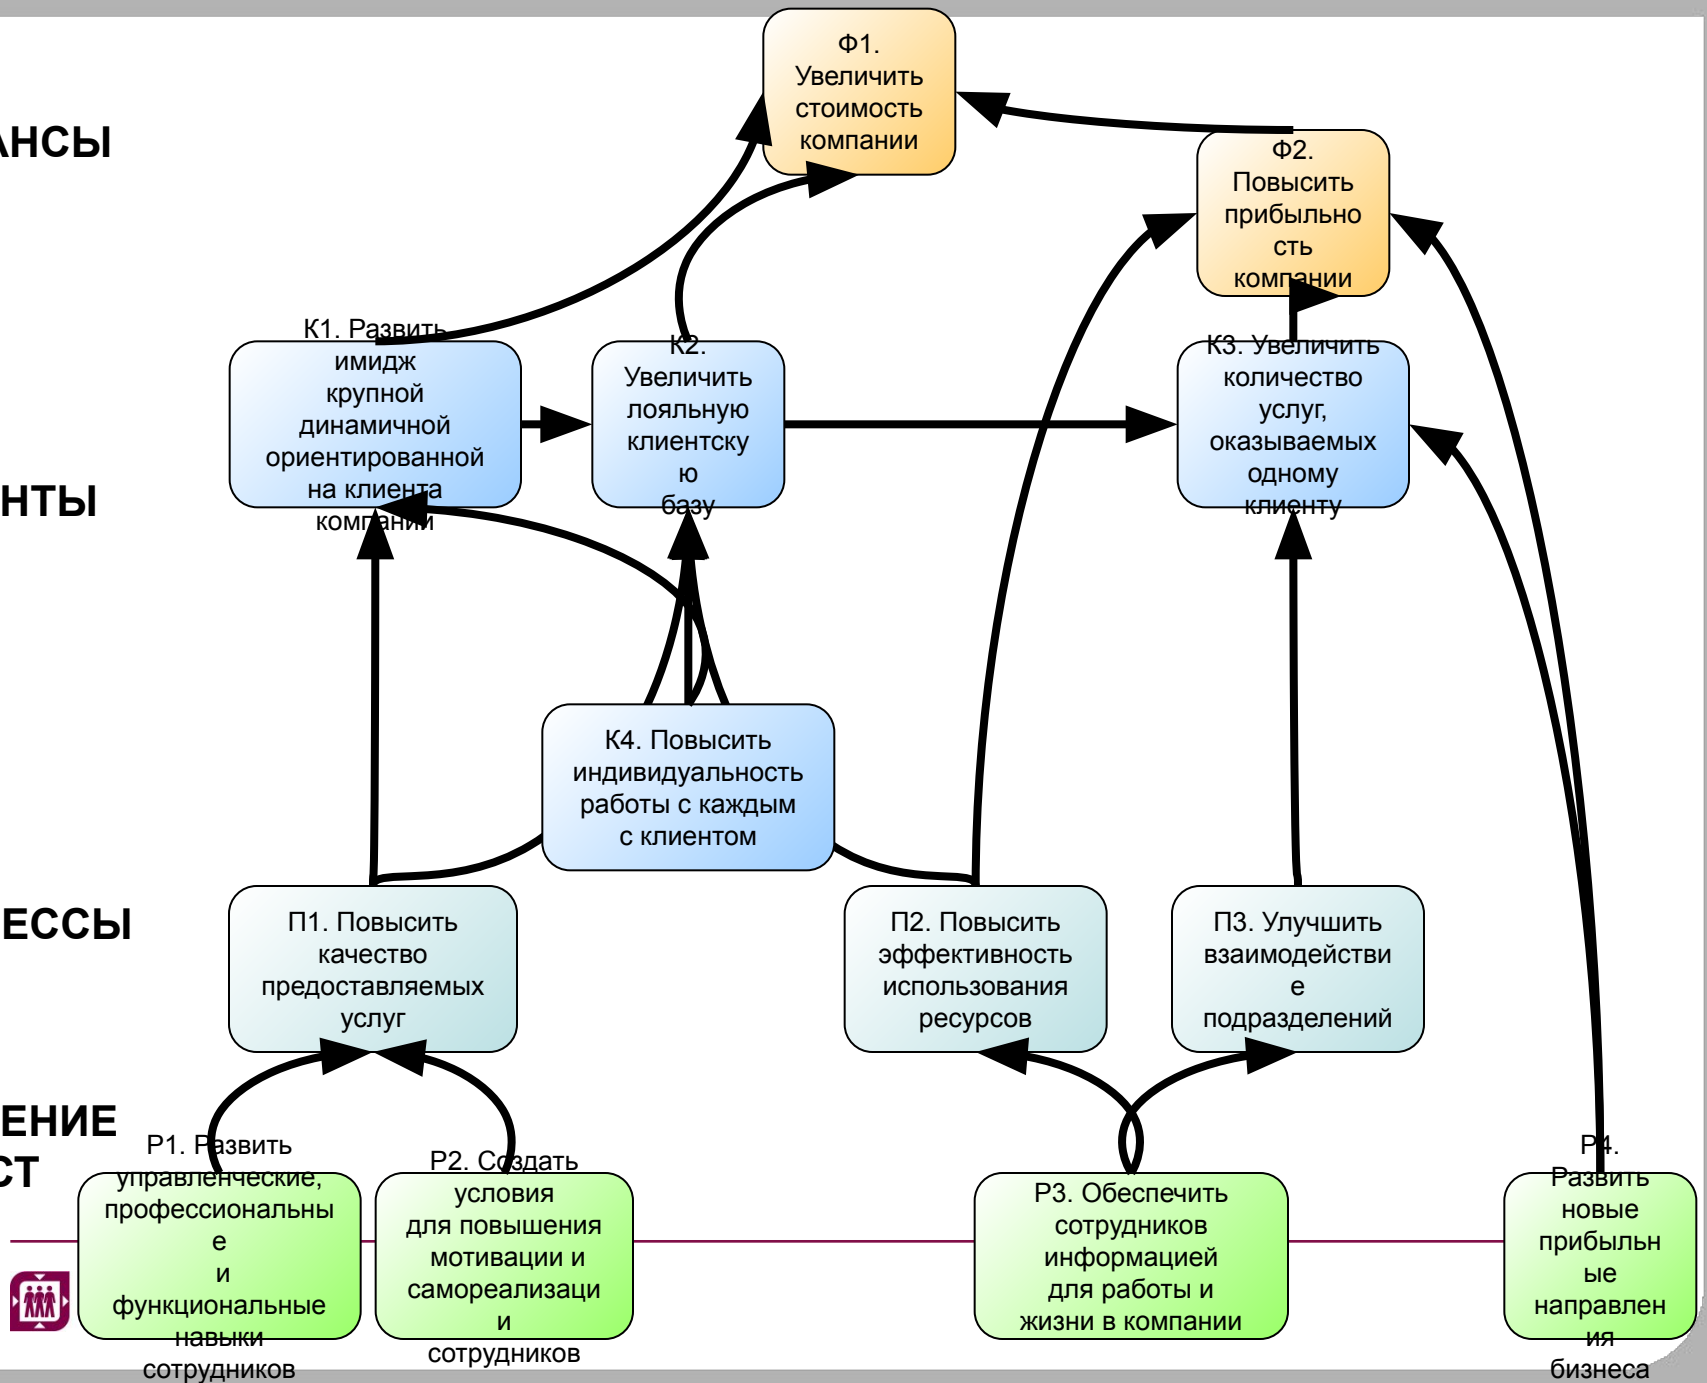 Ф1.
Увеличить
стоимость
компании
АНСЫ
Ф2.
Повысить
прибыльно
сть
компании
К1. Развить
имидж
крупной
динамичной
ориентированной
на клиента
компании
К2.
Увеличить
лояльную
клиентску
ю
базу
К3. Увеличить
количество
услуг,
оказываемых
одному
клиенту
НТЫ
К4. Повысить
индивидуальность
работы с каждым
с клиентом
ЕССЫ
П1. Повысить
качество
предоставляемых
услуг
П2. Повысить
эффективность
использования
ресурсов
П3. Улучшить
взаимодействи
е
подразделений
ЕНИЕ
СТ
Р1. Развить
управленческие,
профессиональны
е
и
функциональные
навыки
сотрудников
Р2. Создать
условия
для повышения
мотивации и
самореализаци
и
сотрудников
Р3. Обеспечить
сотрудников
информацией
для работы и
жизни в компании
Р4.
Развить
новые
прибыльн
ые
направлен
ия
бизнеса